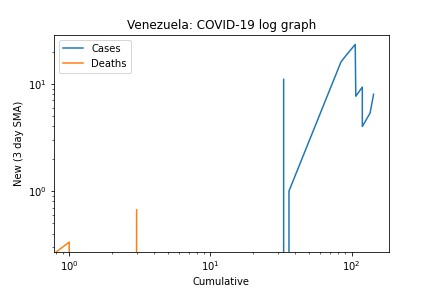 Venezuela: COVID-19 log graph
Cases
Deaths
New (3 day SMA)
10¹
10⁰
10⁰ 10¹ 10²
Cumulative